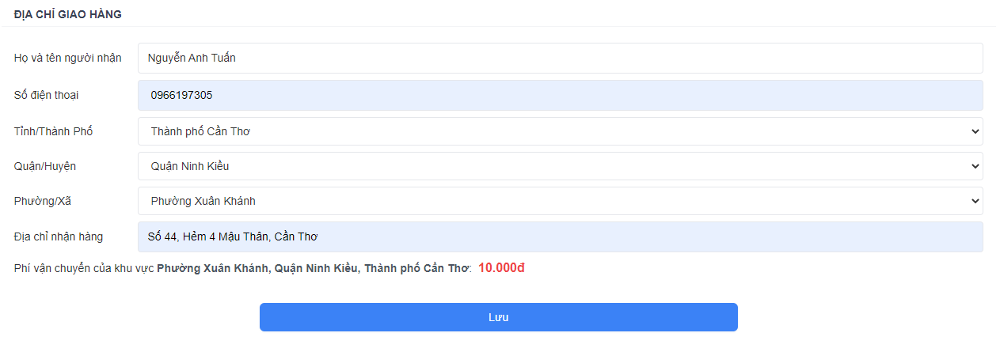 ĐỊA CHỈ GIAO HÀNG
Họ và tên người nhận Nguyễn Anh Tuấn
Số điện thoại 0966197305
Tỉnh/Thành Phố Thành phố Cần Thơ
Quận/Huyện Quận Ninh Kiều
Phường/Xã Phường Xuân Khánh
Địa chỉ nhận hàng Số 44, Hẻm 4 Mậu Thân, Cần Thơ
Phí vận chuyển của khu vực Phường Xuân Khánh, Quận Ninh Kiều, Thành phố Cần Thơ: 10.000đ
Lưu